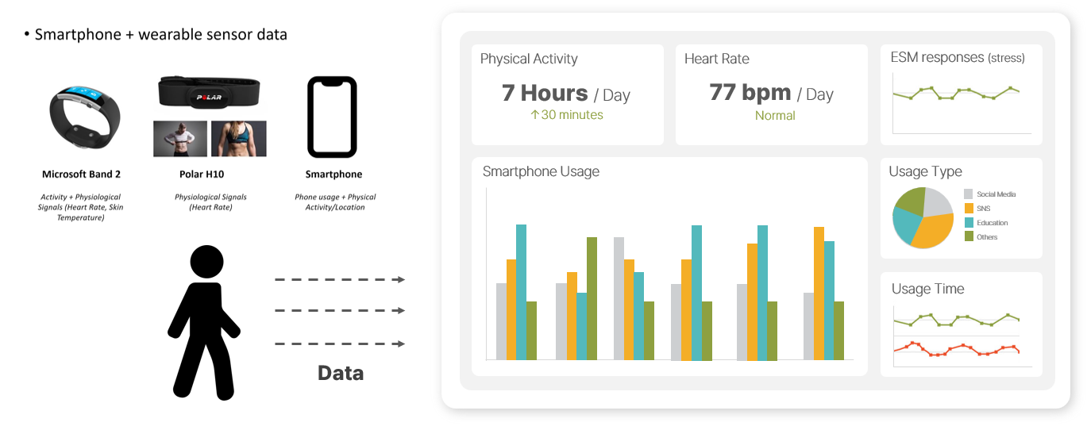 • Smartphone + wearable sensor data
POLAR
Microsoft Band 2
Activity + Physiological
Signals (Heart Rate, Skin
Temperature)
Polar H10
Physiological Signals
(Heart Rate)
Smartphone
Phone usage + Physical
Activity/Location
Data
Physical Activity
7 Hours / Day
↑30 minutes
Heart Rate
77 bpm / Day
Normal
ESM responses (stress)
Smartphone Usage
Usage Type
Social Media
SNS
Education
Others
Usage Time